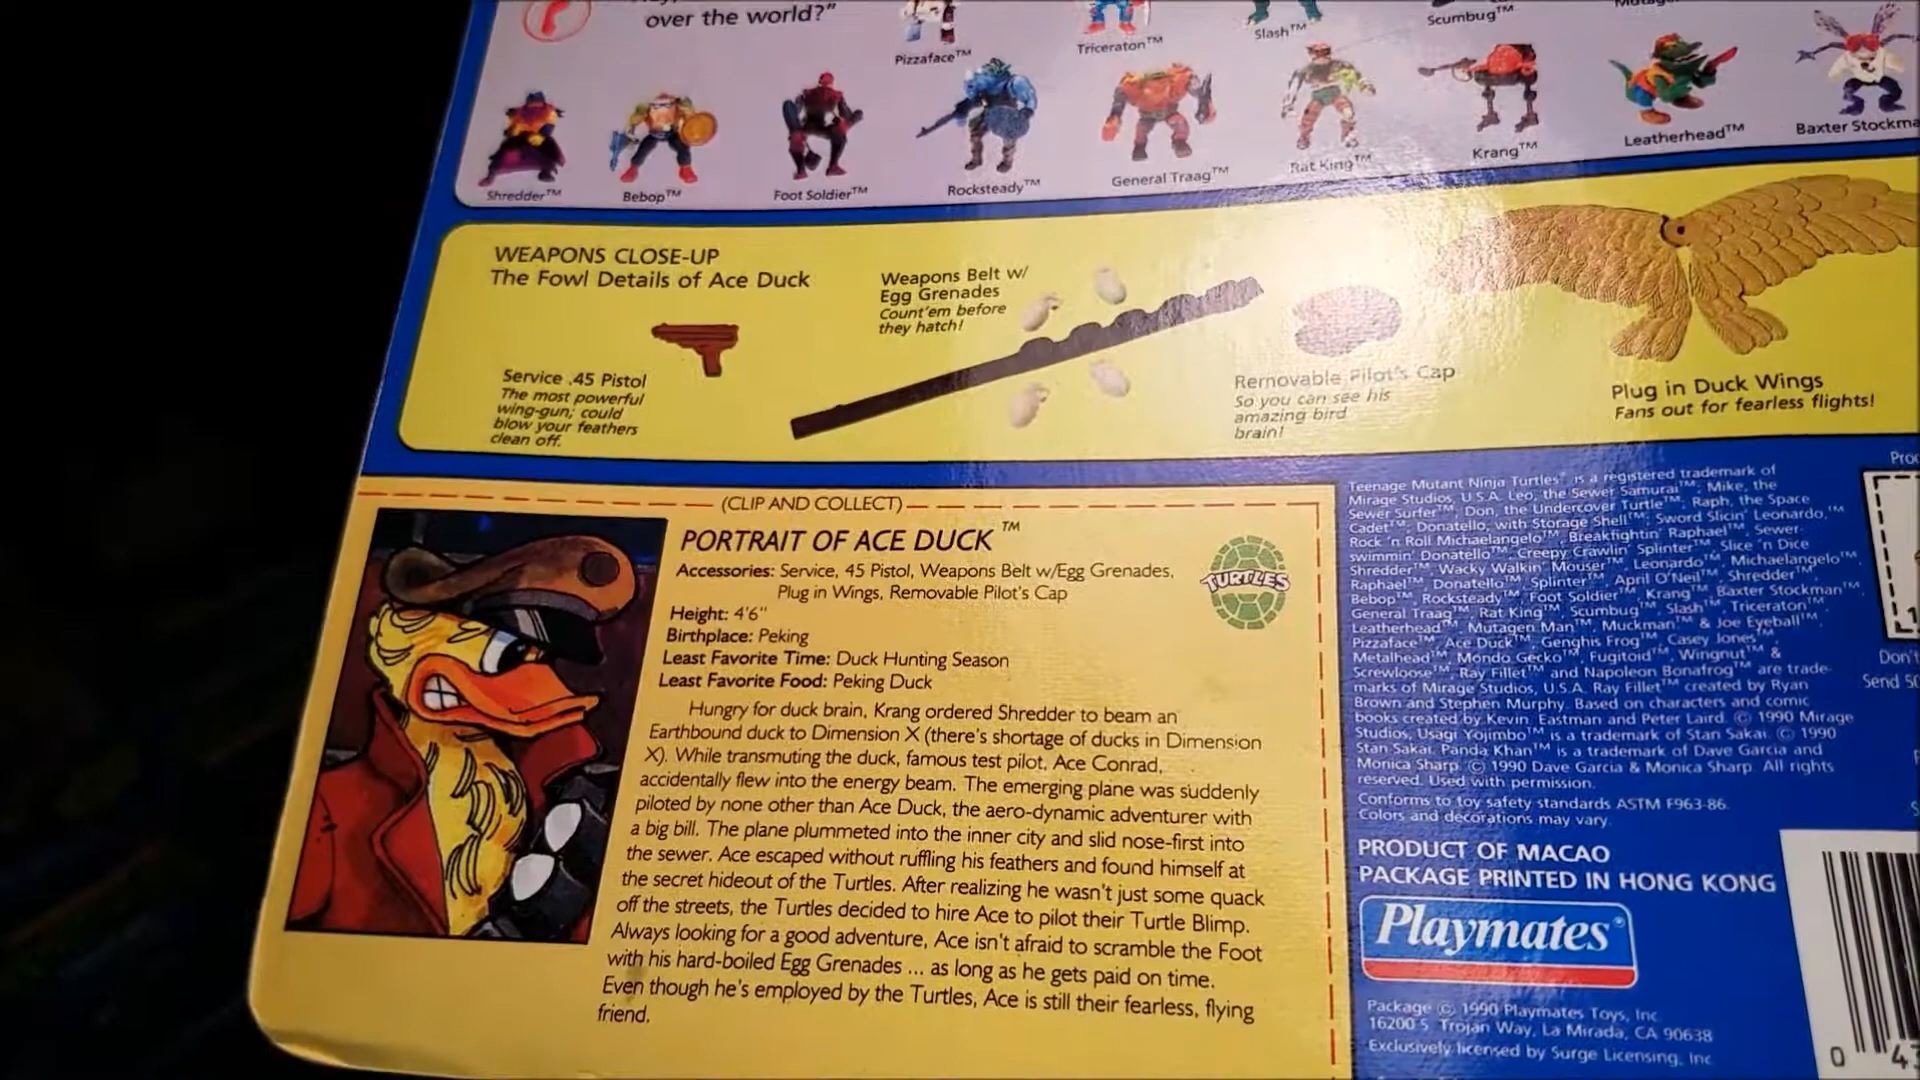 over the world?"
Pizzaface™
Triceraton™
Slash™
Scumbug™
Shredder™
Bebop™
Foot Soldier™
Rocksteady™
General Traag™
Rat King™
Krang™
Leatherhead™
Baxter Stockma
WEAPONS CLOSE-UP
The Fowl Details of Ace Duck
Service .45 Pistol
The most powerful
wing-gun; could
blow your feathers
clean off.
Weapons Belt w/
Egg Grenades
Count'em before
they hatch!
Removable Pilot's Cap
So you can see his
amazing bird
brain!
Plug in Duck Wings
Fans out for fearless flights!
(CLIP AND COLLECT)
PORTRAIT OF ACE DUCK™
TURTLES
Accessories: Service, 45 Pistol, Weapons Belt w/Egg Grenades,
Plug in Wings, Removable Pilot's Cap
Height: 4'6"
Birthplace: Peking
Least Favorite Time: Duck Hunting Season
Least Favorite Food: Peking Duck
Hungry for duck brain, Krang ordered Shredder to beam an
Earthbound duck to Dimension X (there's shortage of ducks in Dimension
X). While transmuting the duck, famous test pilot, Ace Conrad,
accidentally flew into the energy beam. The emerging plane was suddenly
piloted by none other than Ace Duck, the aero-dynamic adventurer with
a big bill. The plane plummeted into the inner city and slid nose-first into
the sewer. Ace escaped without ruffling his feathers and found himself at
the secret hideout of the Turtles. After realizing he wasn't just some quack
off the streets, the Turtles decided to hire Ace to pilot their Turtle Blimp.
Always looking for a good adventure, Ace isn't afraid to scramble the Foot
with his hard-boiled Egg Grenades ... as long as he gets paid on time.
Even though he's employed by the Turtles, Ace is still their fearless, flying
friend.
Teenage Mutant Ninja Turtles® is a registered trademark of
Mirage Studios, U.S.A. Leo, the Sewer Samurai™, Mike, the
Sewer Surfer™, Don, the Undercover Turtle™, Raph, the Space
Cadet™, Donatello, with Storage Shell™, Sword Slicin' Leonardo,™
Rock 'n Roll Michaelangelo™, Breakfightin' Raphael™, Sewer-
swimmin' Donatello™, Creepy Crawlin' Splinter™, Slice 'n Dice
Shredder™, Wacky Walkin' Mouser™, Leonardo™, Michaelangelo™,
Raphael™, Donatello™, Splinter™, April O'Neil™, Shredder™,
Bebop™, Rocksteady™, Foot Soldier™, Krang™, Baxter Stockman™,
General Traag™, Rat King™, Scumbug™, Slash™, Triceraton™,
Leatherhead™, Mutagen Man™, Muckman™ & Joe Eyeball™,
Pizzaface™, Ace Duck™, Genghis Frog™, Casey Jones™,
Metalhead™, Mondo Gecko™, Fugitoid™, Wingnut™ &
Screwloose™, Ray Fillet™ and Napoleon Bonafrog™ are trade-
marks of Mirage Studios, U.S.A. Ray Fillet™ created by Ryan
Brown and Stephen Murphy. Based on characters and comic
books created by Kevin Eastman and Peter Laird. © 1990 Mirage
Studios, Usagi Yojimbo™ is a trademark of Stan Sakai. © 1990
Stan Sakai. Panda Khan™ is a trademark of Dave Garcia and
Monica Sharp. © 1990 Dave Garcia & Monica Sharp. All rights
reserved. Used with permission.
Conforms to toy safety standards ASTM F963-86.
Colors and decorations may vary.
PRODUCT OF MACAO
PACKAGE PRINTED IN HONG KONG
Playmates®
Package © 1990 Playmates Toys, Inc
16200 S. Trojan Way, La Mirada, CA 90638
Exclusively licensed by Surge Licensing, Inc
Proo
Don't
Send 50
0 43